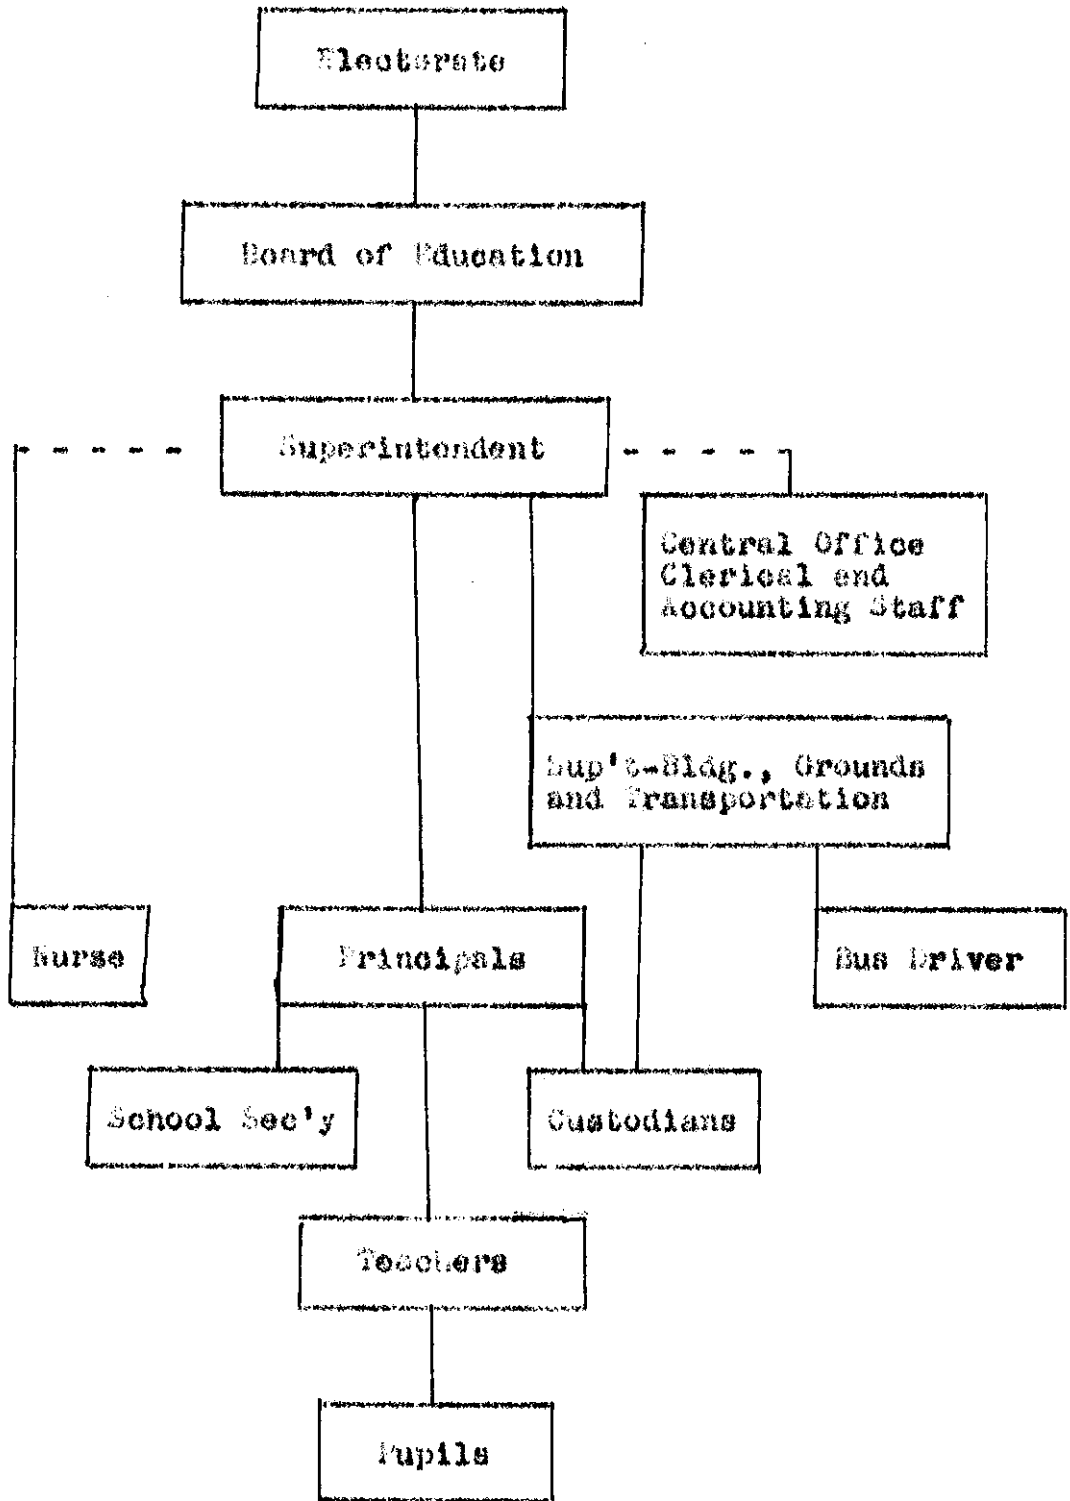 Electorate
Board of Education
Superintendent
Central Office
Clerical and
Accounting Staff
Sup't-Bldg., Grounds
and Transportation
Nurse
Principals
Bus Driver
School Sec'y
Custodians
Teachers
Pupils